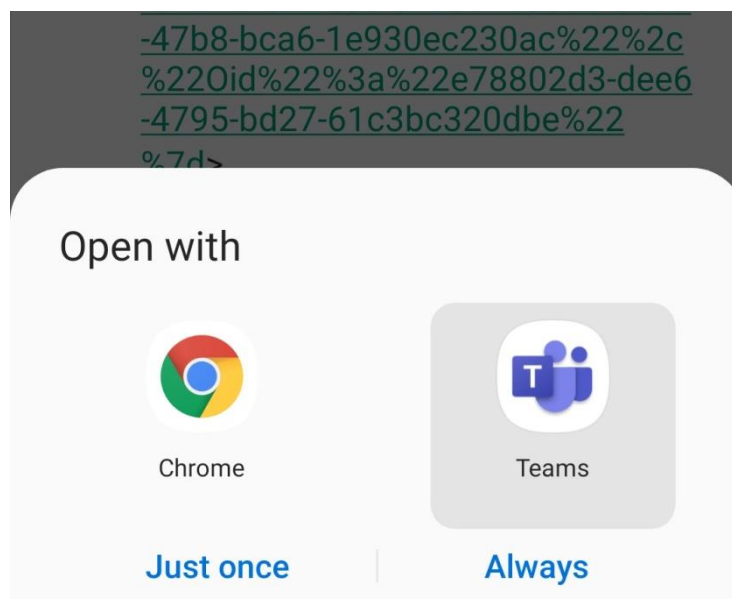 -47b8-bca6-1e930ec230ac%22%2c
%22Oid%22%3a%22e78802d3-dee6
-4795-bd27-61c3bc320dbe%22
%7d>
Open with
T
Chrome
Teams
Just once
Always